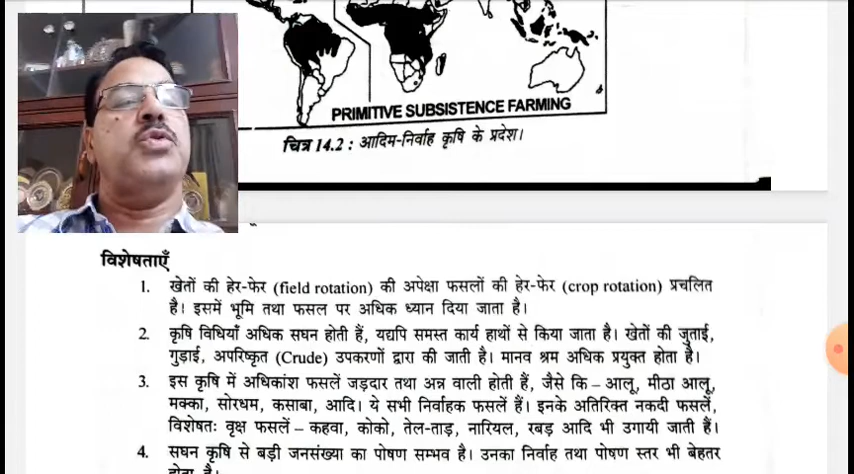 PRIMITIVE SUBSISTENCE FARMING
चित्र 14.2 : आदिम-निर्वाह कृषि के प्रदेश।
विशेषताएँ
1. खेतों की हेर-फेर (field rotation) की अपेक्षा फसलों की हेर-फेर (crop rotation) प्रचलित
है। इसमें भूमि तथा फसल पर अधिक ध्यान दिया जाता है।
2. कृषि विधियाँ अधिक सघन होती हैं, यद्यपि समस्त कार्य हाथों से किया जाता है। खेतों की जुताई,
गुड़ाई, अपरिष्कृत (Crude) उपकरणों द्वारा की जाती है। मानव श्रम अधिक प्रयुक्त होता है।
3. इस कृषि में अधिकांश फसलें जड़दार तथा अन्न वाली होती हैं, जैसे कि – आलू, मीठा आलू,
मक्का, सोरधम, कसाबा, आदि। ये सभी निर्वाहक फसलें हैं। इनके अतिरिक्त नकदी फसलें,
विशेषतः वृक्ष फसलें – कहवा, कोको, तेल-ताड़, नारियल, रबड़ आदि भी उगायी जाती हैं।
4. सघन कृषि से बड़ी जनसंख्या का पोषण सम्भव है। उनका निर्वाह तथा पोषण स्तर भी बेहतर
होता है।